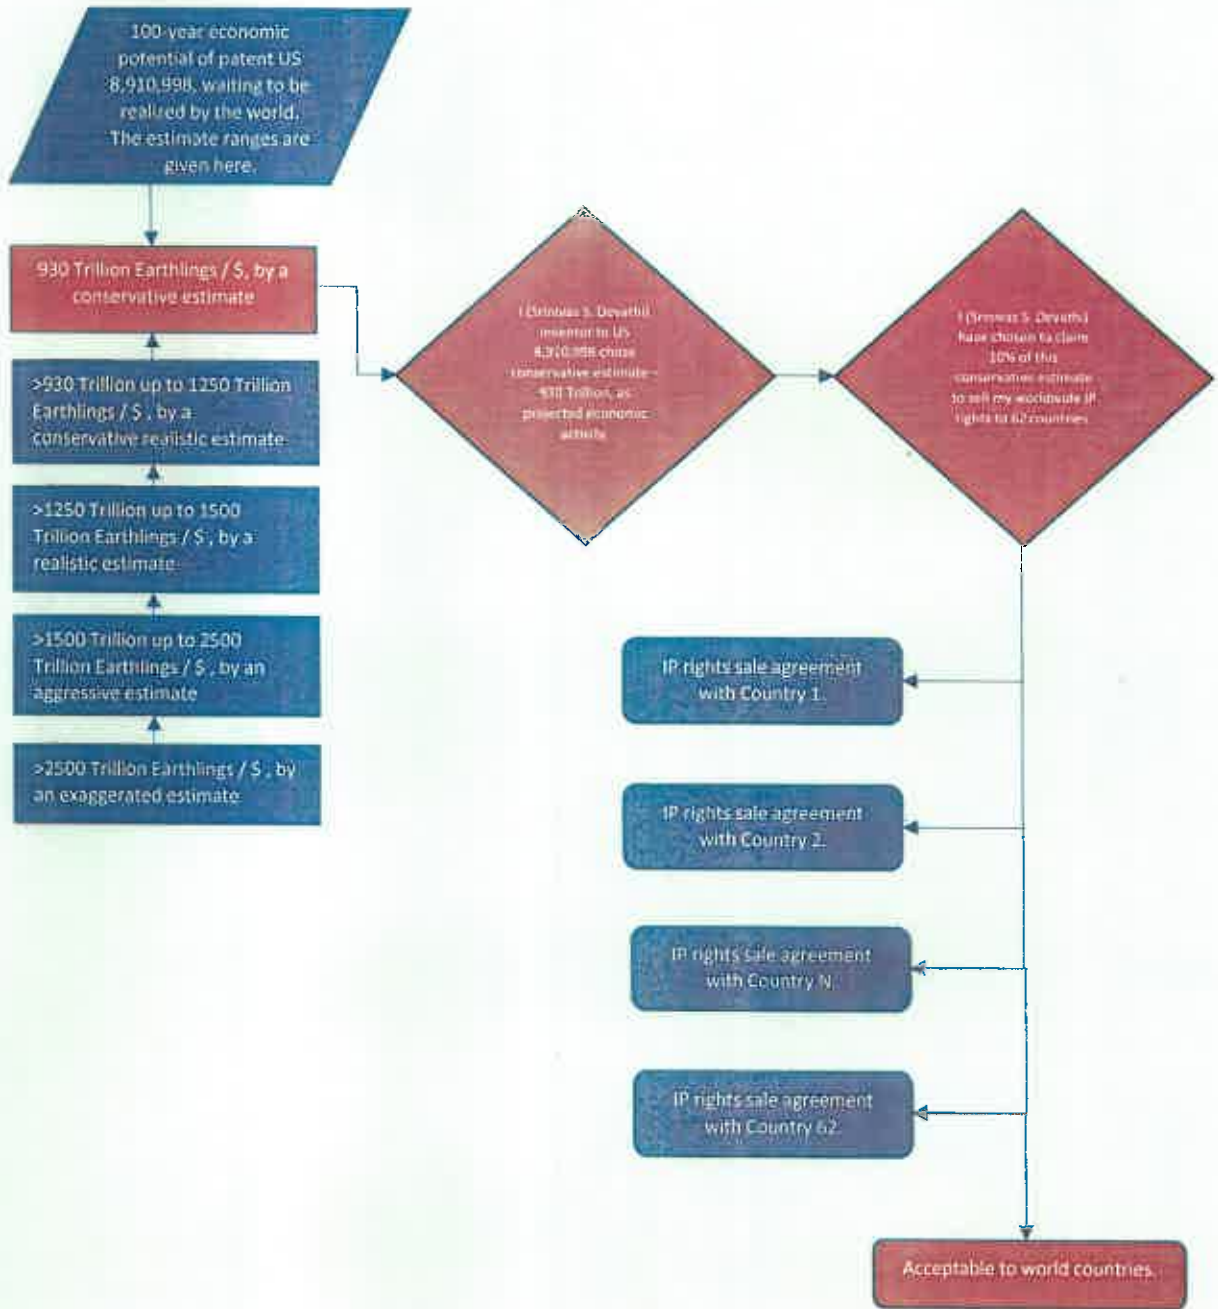 100-year economic
potential of patent US
8,910,998, waiting to be
realized by the world.
The estimate ranges are
given here.
930 Trillion Earthlings / $, by a
conservative estimate
>930 Trillion up to 1250 Trillion
Earthlings / $ , by a
conservative realistic estimate
>1250 Trillion up to 1500
Trillion Earthlings / $ , by a
realistic estimate
>1500 Trillion up to 2500
Trillion Earthlings / $ , by an
aggressive estimate
>2500 Trillion Earthlings / $ , by
an exaggerated estimate
I (Srinivas S. Devathi)
inventor to US
8,910,998 chose
conservative estimate –
930 Trillion, as
projected economic
activity
I (Srinivas S. Devathi)
have chosen to claim
10% of this
conservative estimate
to sell my worldwide IP
rights to 62 countries
IP rights sale agreement
with Country 1.
IP rights sale agreement
with Country 2.
IP rights sale agreement
with Country N.
IP rights sale agreement
with Country 62.
Acceptable to world countries.